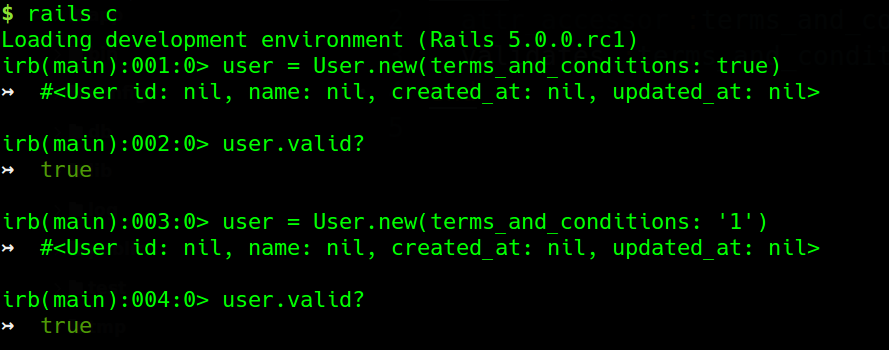 $ rails c
Loading development environment (Rails 5.0.0.rc1)
irb(main):001:0> user = User.new(terms_and_conditions: true)
↣ #<User id: nil, name: nil, created_at: nil, updated_at: nil>
irb(main):002:0> user.valid?
↣ true
irb(main):003:0> user = User.new(terms_and_conditions: '1')
↣ #<User id: nil, name: nil, created_at: nil, updated_at: nil>
irb(main):004:0> user.valid?
↣ true